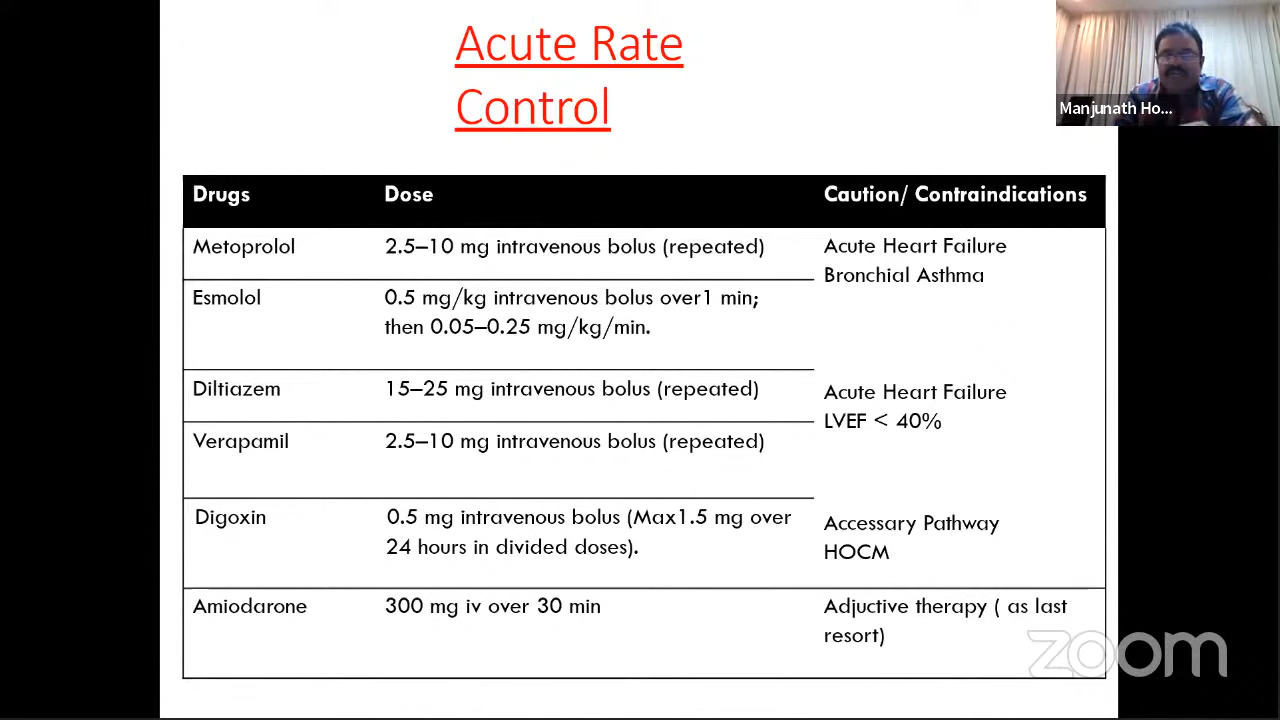 Acute Rate
Control
Manjunath Ho...
Drugs Dose Caution/ Contraindications
Metoprolol 2.5–10 mg intravenous bolus (repeated) Acute Heart Failure
Bronchial Asthma
Esmolol 0.5 mg/kg intravenous bolus over1 min;
then 0.05–0.25 mg/kg/min.
Diltiazem 15–25 mg intravenous bolus (repeated) Acute Heart Failure
LVEF < 40%
Verapamil 2.5–10 mg intravenous bolus (repeated)
Digoxin 0.5 mg intravenous bolus (Max1.5 mg over Accessary Pathway
24 hours in divided doses). HOCM
Amiodarone 300 mg iv over 30 min Adjuctive therapy ( as last
resort)
zoom